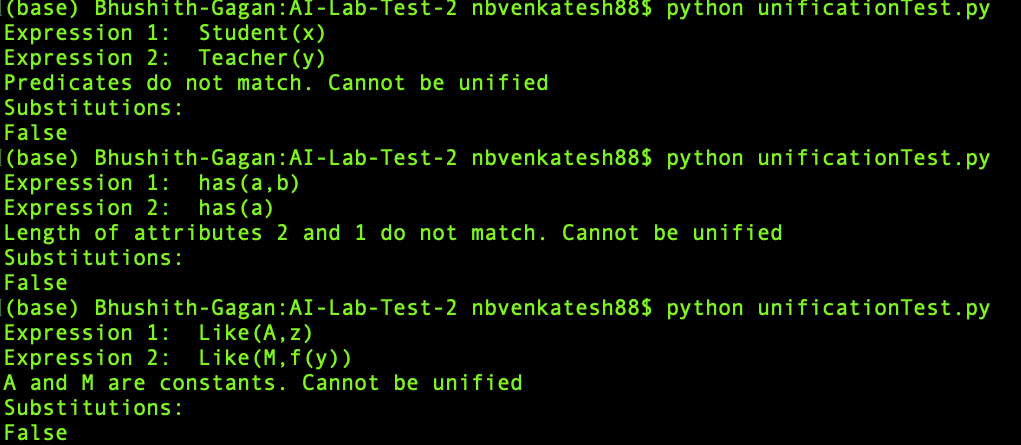 (base) Bhushith-Gagan:AI-Lab-Test-2 nbvenkatesh88$ python unificationTest.py
Expression 1:  Student(x)
Expression 2:  Teacher(y)
Predicates do not match. Cannot be unified
Substitutions:
False
(base) Bhushith-Gagan:AI-Lab-Test-2 nbvenkatesh88$ python unificationTest.py
Expression 1:  has(a,b)
Expression 2:  has(a)
Length of attributes 2 and 1 do not match. Cannot be unified
Substitutions:
False
(base) Bhushith-Gagan:AI-Lab-Test-2 nbvenkatesh88$ python unificationTest.py
Expression 1:  Like(A,z)
Expression 2:  Like(M,f(y))
A and M are constants. Cannot be unified
Substitutions:
False